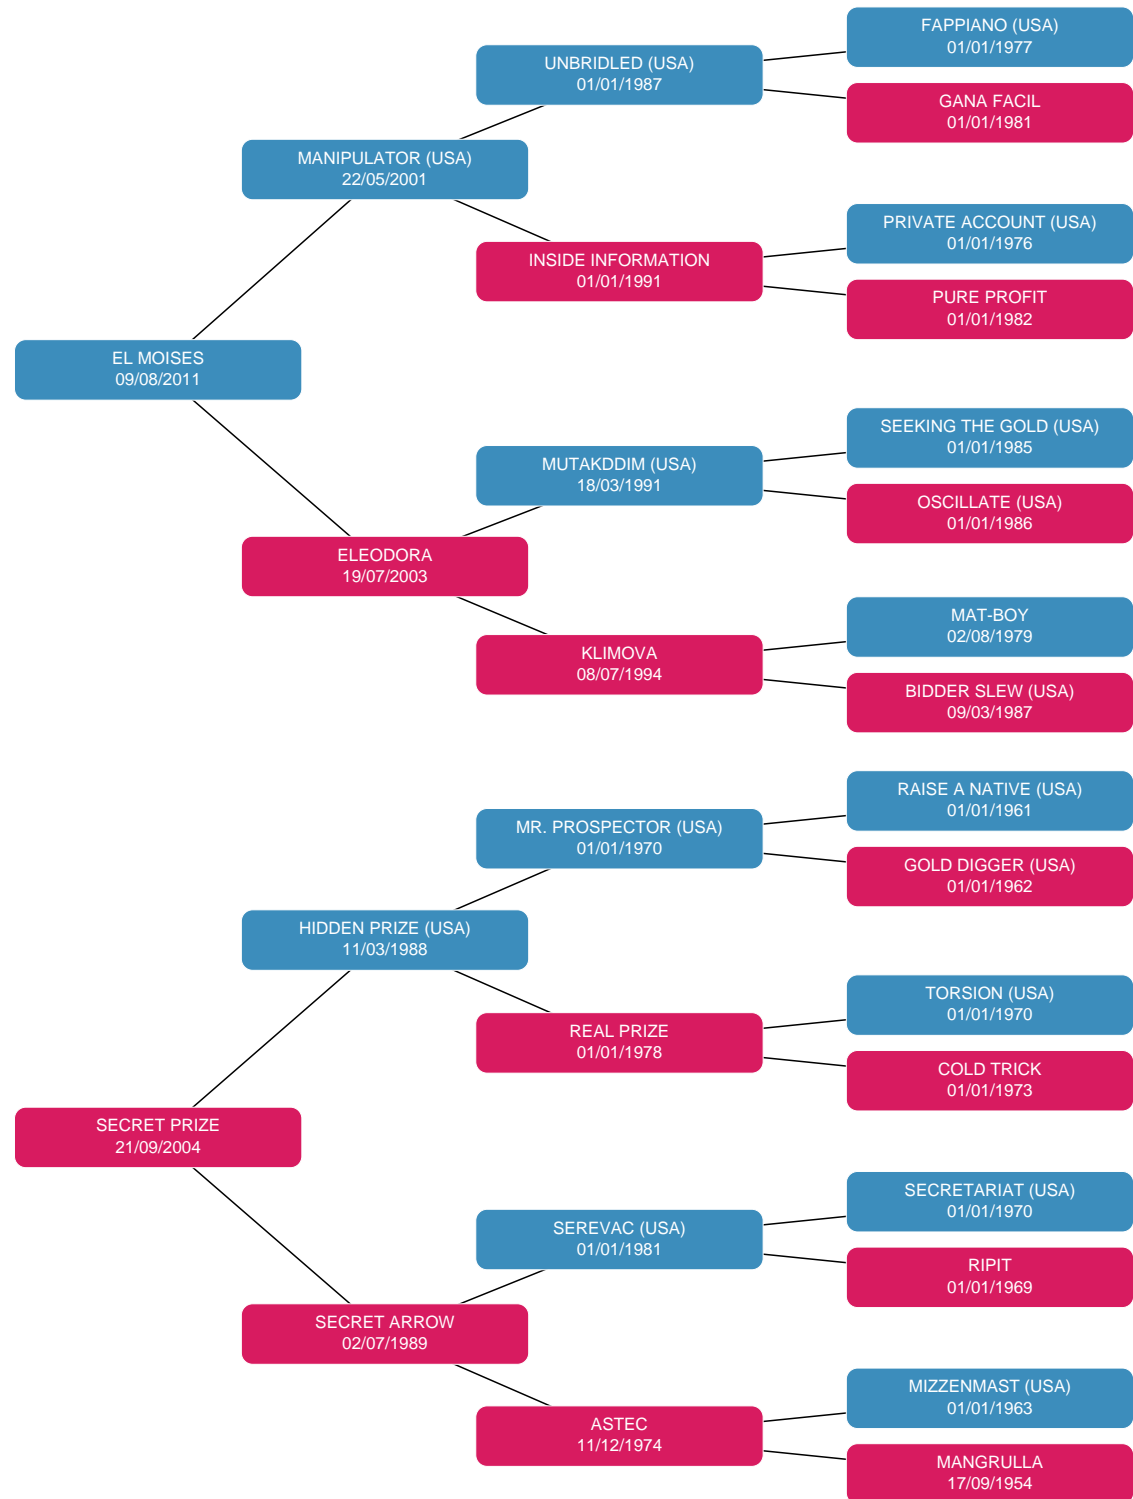 FAPPIANO (USA)
01/01/1977
UNBRIDLED (USA)
01/01/1987
GANA FACIL
01/01/1981
MANIPULATOR (USA)
22/05/2001
PRIVATE ACCOUNT (USA)
01/01/1976
INSIDE INFORMATION
01/01/1991
PURE PROFIT
01/01/1982
EL MOISES
09/08/2011
SEEKING THE GOLD (USA)
01/01/1985
MUTAKDDIM (USA)
18/03/1991
OSCILLATE (USA)
01/01/1986
ELEODORA
19/07/2003
MAT-BOY
02/08/1979
KLIMOVA
08/07/1994
BIDDER SLEW (USA)
09/03/1987
RAISE A NATIVE (USA)
01/01/1961
MR. PROSPECTOR (USA)
01/01/1970
GOLD DIGGER (USA)
01/01/1962
HIDDEN PRIZE (USA)
11/03/1988
TORSION (USA)
01/01/1970
REAL PRIZE
01/01/1978
COLD TRICK
01/01/1973
SECRET PRIZE
21/09/2004
SECRETARIAT (USA)
01/01/1970
SEREVAC (USA)
01/01/1981
RIPIT
01/01/1969
SECRET ARROW
02/07/1989
MIZZENMAST (USA)
01/01/1963
ASTEC
11/12/1974
MANGRULLA
17/09/1954